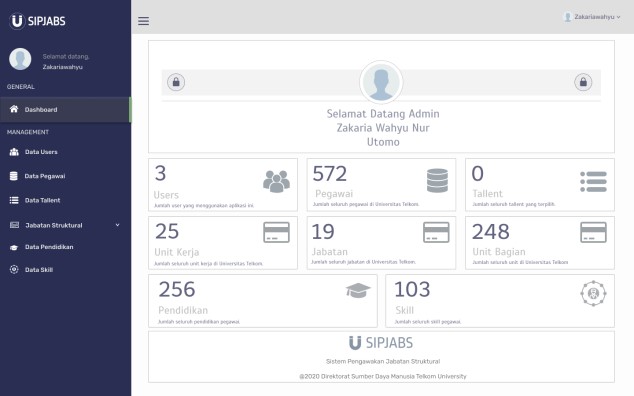 SIPJABS
Zakariawahyu
Selamat datang,
Zakariawahyu
GENERAL
Dashboard
MANAGEMENT
Data Users
Data Pegawai
Data Tallent
Jabatan Struktural
Data Pendidikan
Data Skill
Selamat Datang Admin
Zakaria Wahyu Nur
Utomo
3
Users
Jumlah user yang menggunakan aplikasi ini.
572
Pegawai
Jumlah seluruh pegawai di Universitas Telkom.
0
Tallent
Jumlah seluruh tallent yang terpilih.
25
Unit Kerja
Jumlah seluruh unit kerja di Universitas Telkom.
19
Jabatan
Jumlah seluruh jabatan di Universitas Telkom.
248
Unit Bagian
Jumlah seluruh unit di Universitas Telkom
256
Pendidikan
Jumlah seluruh pendidikan pegawai.
103
Skill
Jumlah seluruh skill pegawai.
SIPJABS
Sistem Pengawakan Jabatan Struktural
@2020 Direktorat Sumber Daya Manusia Telkom University